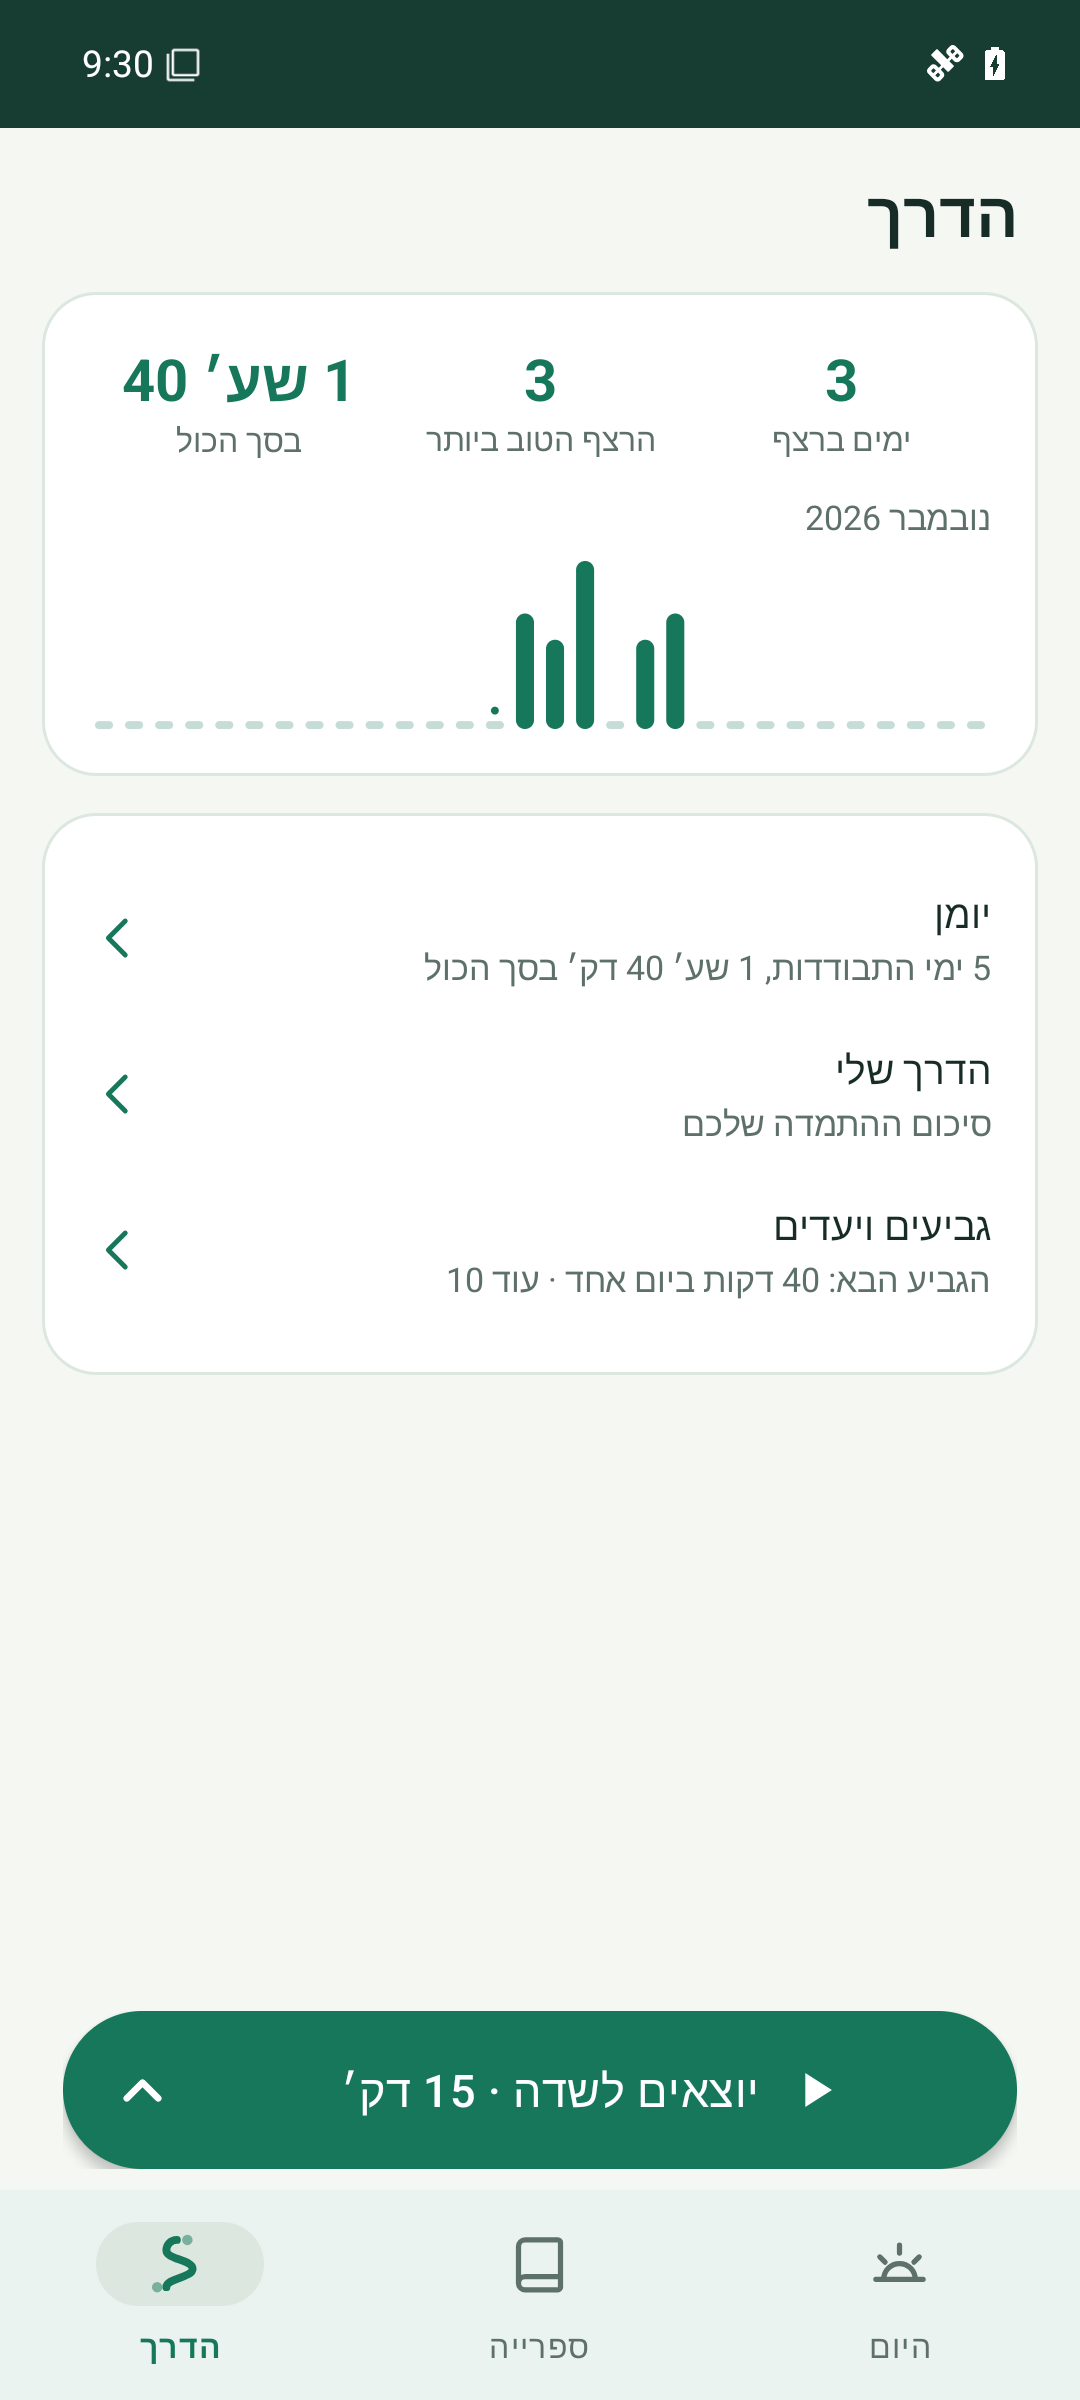 9:30
הדרך
3
ימים ברצף
3
הרצף הטוב ביותר
1 שע׳ 40
בסך הכול
נובמבר 2026
יומן
5 ימי התבודדות, 1 שע׳ 40 דק׳ בסך הכול
הדרך שלי
סיכום ההתמדה שלכם
גביעים ויעדים
הגביע הבא: 40 דקות ביום אחד · עוד 10
יוצאים לשדה · 15 דק׳
היום
ספרייה
הדרך